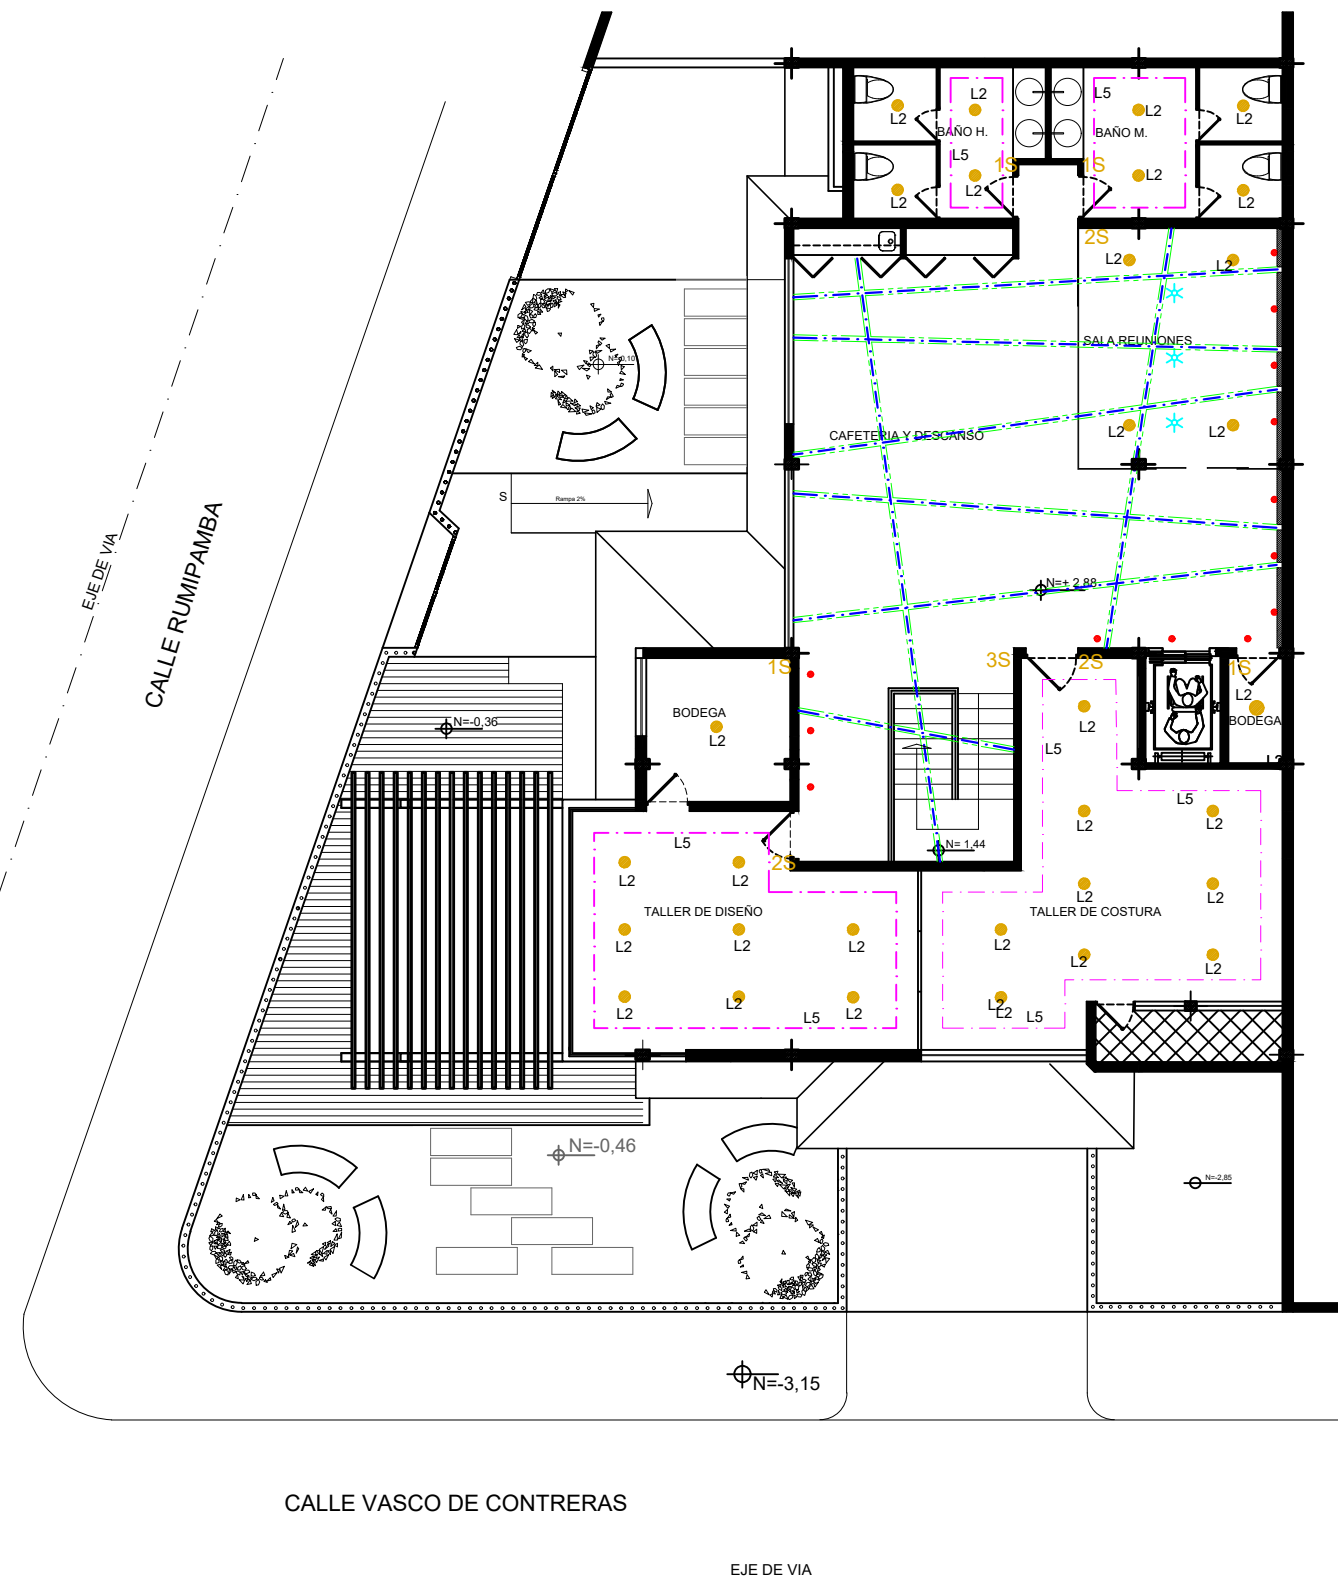 L2
L5
L2
L2
L2
BAÑO H.
BAÑO M.
L5
1S
1S
L2
L2
L2
L2
2S
L2
L2
SALA REUNIONES
N=-0,10
CAFETERIA Y DESCANSO
L2
L2
S
Rampa 2%
EJE DE VIA
CALLE RUMIPAMBA
N=+ 2,88
1S
3S
2S
1S
L2
BODEGA
L2
L2
BODEGA
N=-0,36
L5
L5
L2
L2
N= 1,44
L5
2S
L2
L2
L2
L2
TALLER DE DISEÑO
TALLER DE COSTURA
L2
L2
L2
L2
L2
L2
L2
L2
L2
L2
L2
L5
L5
N=-0,46
N=-2,85
N=-3,15
CALLE VASCO DE CONTRERAS
EJE DE VIA